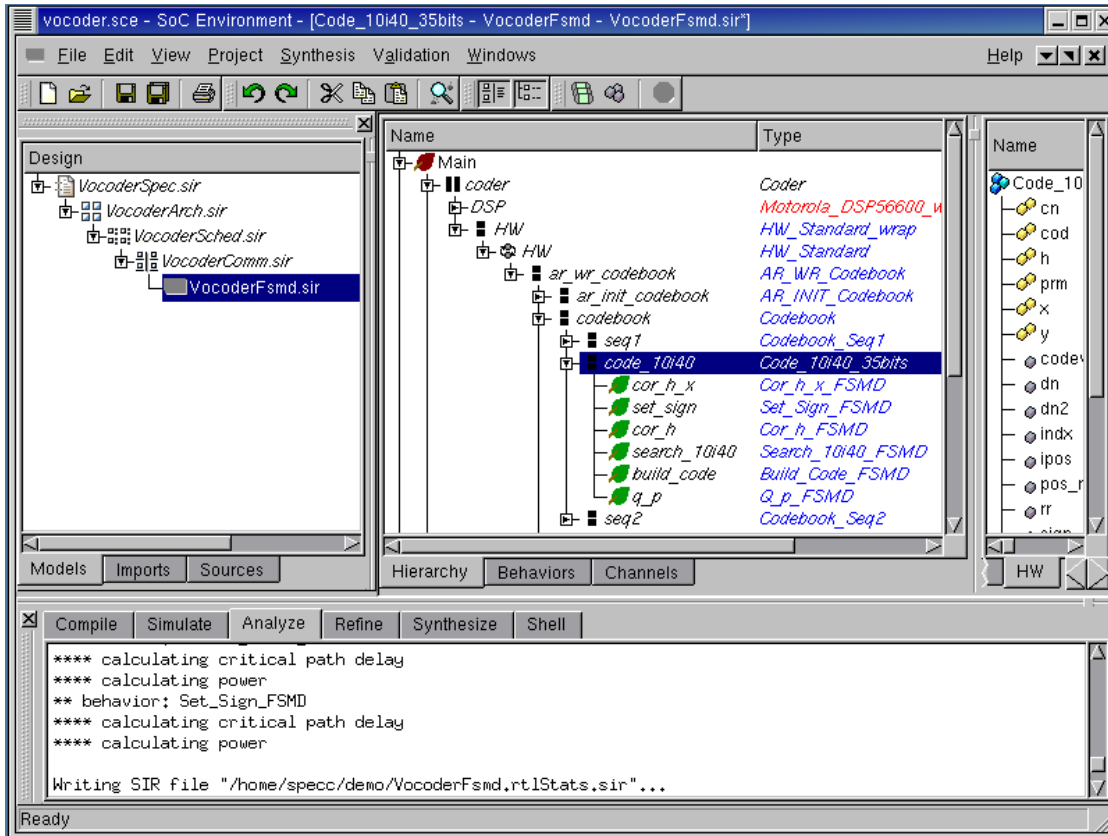 vocoder.sce - SoC Environment - [Code_10i40_35bits - VocoderFsmd - VocoderFsmd.sir*]
File Edit View Project Synthesis Validation Windows Help
Design
VocoderSpec.sir
VocoderArch.sir
VocoderSched.sir
VocoderComm.sir
VocoderFsmd.sir
Models Imports Sources
Name Type
Main
coder Coder
DSP Motorola_DSP56600_w
HW HW_Standard_wrap
HW HW_Standard
ar_wr_codebook AR_WR_Codebook
ar_init_codebook AR_INIT_Codebook
codebook Codebook
seq1 Codebook_Seq1
code_10i40 Code_10i40_35bits
cor_h_x Cor_h_x_FSMD
set_sign Set_Sign_FSMD
cor_h Cor_h_FSMD
search_10i40 Search_10i40_FSMD
build_code Build_Code_FSMD
q_p Q_p_FSMD
seq2 Codebook_Seq2
Hierarchy Behaviors Channels
Name
Code_10
cn
cod
h
prm
x
y
codev
dn
dn2
indx
ipos
pos_r
rr
HW
Compile Simulate Analyze Refine Synthesize Shell
**** calculating critical path delay
**** calculating power
** behavior: Set_Sign_FSMD
**** calculating critical path delay
**** calculating power
Writing SIR file "/home/specc/demo/VocoderFsmd.rtlStats.sir"...
Ready